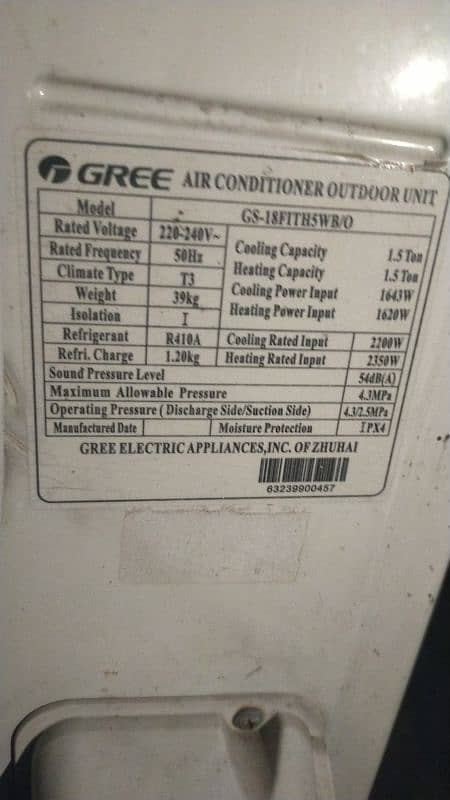 GREE AIR CONDITIONER OUTDOOR UNIT
Model GS-18FITH5WB/O
Rated Voltage 220-240V~ Cooling Capacity 1.5 Ton
Rated Frequency 50Hz Heating Capacity 1.5 Ton
Climate Type T3 Cooling Power Input 1643W
Weight 39kg Heating Power Input 1620W
Isolation I
Refrigerant R410A Cooling Rated Input 2200W
Refri. Charge 1.20kg Heating Rated Input 2350W
Sound Pressure Level 54dB(A)
Maximum Allowable Pressure 4.3MPa
Operating Pressure ( Discharge Side/Suction Side) 4.3/2.5MPa
Manufactured Date Moisture Protection IPX4
GREE ELECTRIC APPLIANCES,INC. OF ZHUHAI
63239900457